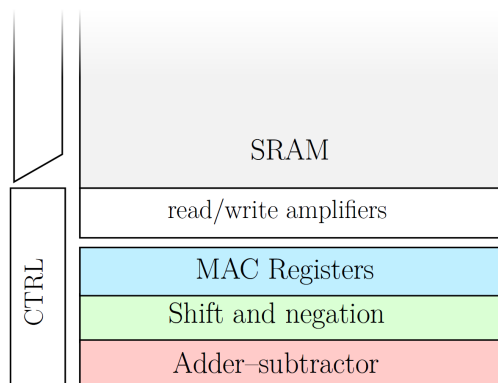 SRAM
read/write amplifiers
CTRL
MAC Registers
Shift and negation
Adder–subtractor